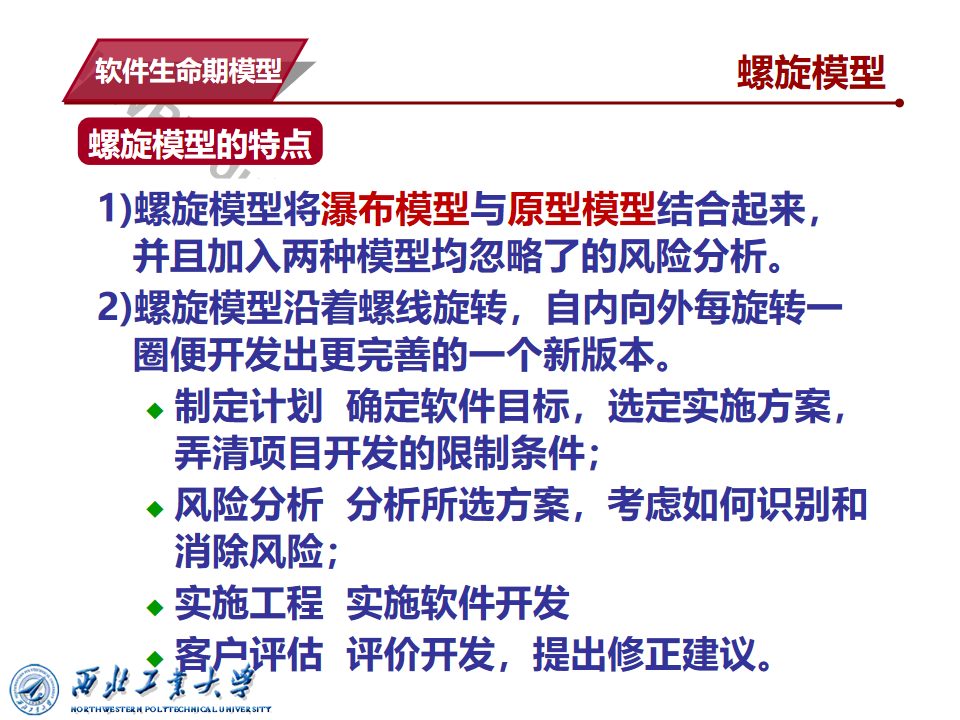 软件生命期模型
螺旋模型
螺旋模型的特点
1)螺旋模型将瀑布模型与原型模型结合起来，
并且加入两种模型均忽略了的风险分析。
2)螺旋模型沿着螺线旋转，自内向外每旋转一
圈便开发出更完善的一个新版本。
制定计划 确定软件目标，选定实施方案，
弄清项目开发的限制条件；
风险分析 分析所选方案，考虑如何识别和
消除风险；
实施工程 实施软件开发
客户评估 评价开发，提出修正建议。
西北工业大学
NORTHWESTERN POLYTECHNICAL UNIVERSITY